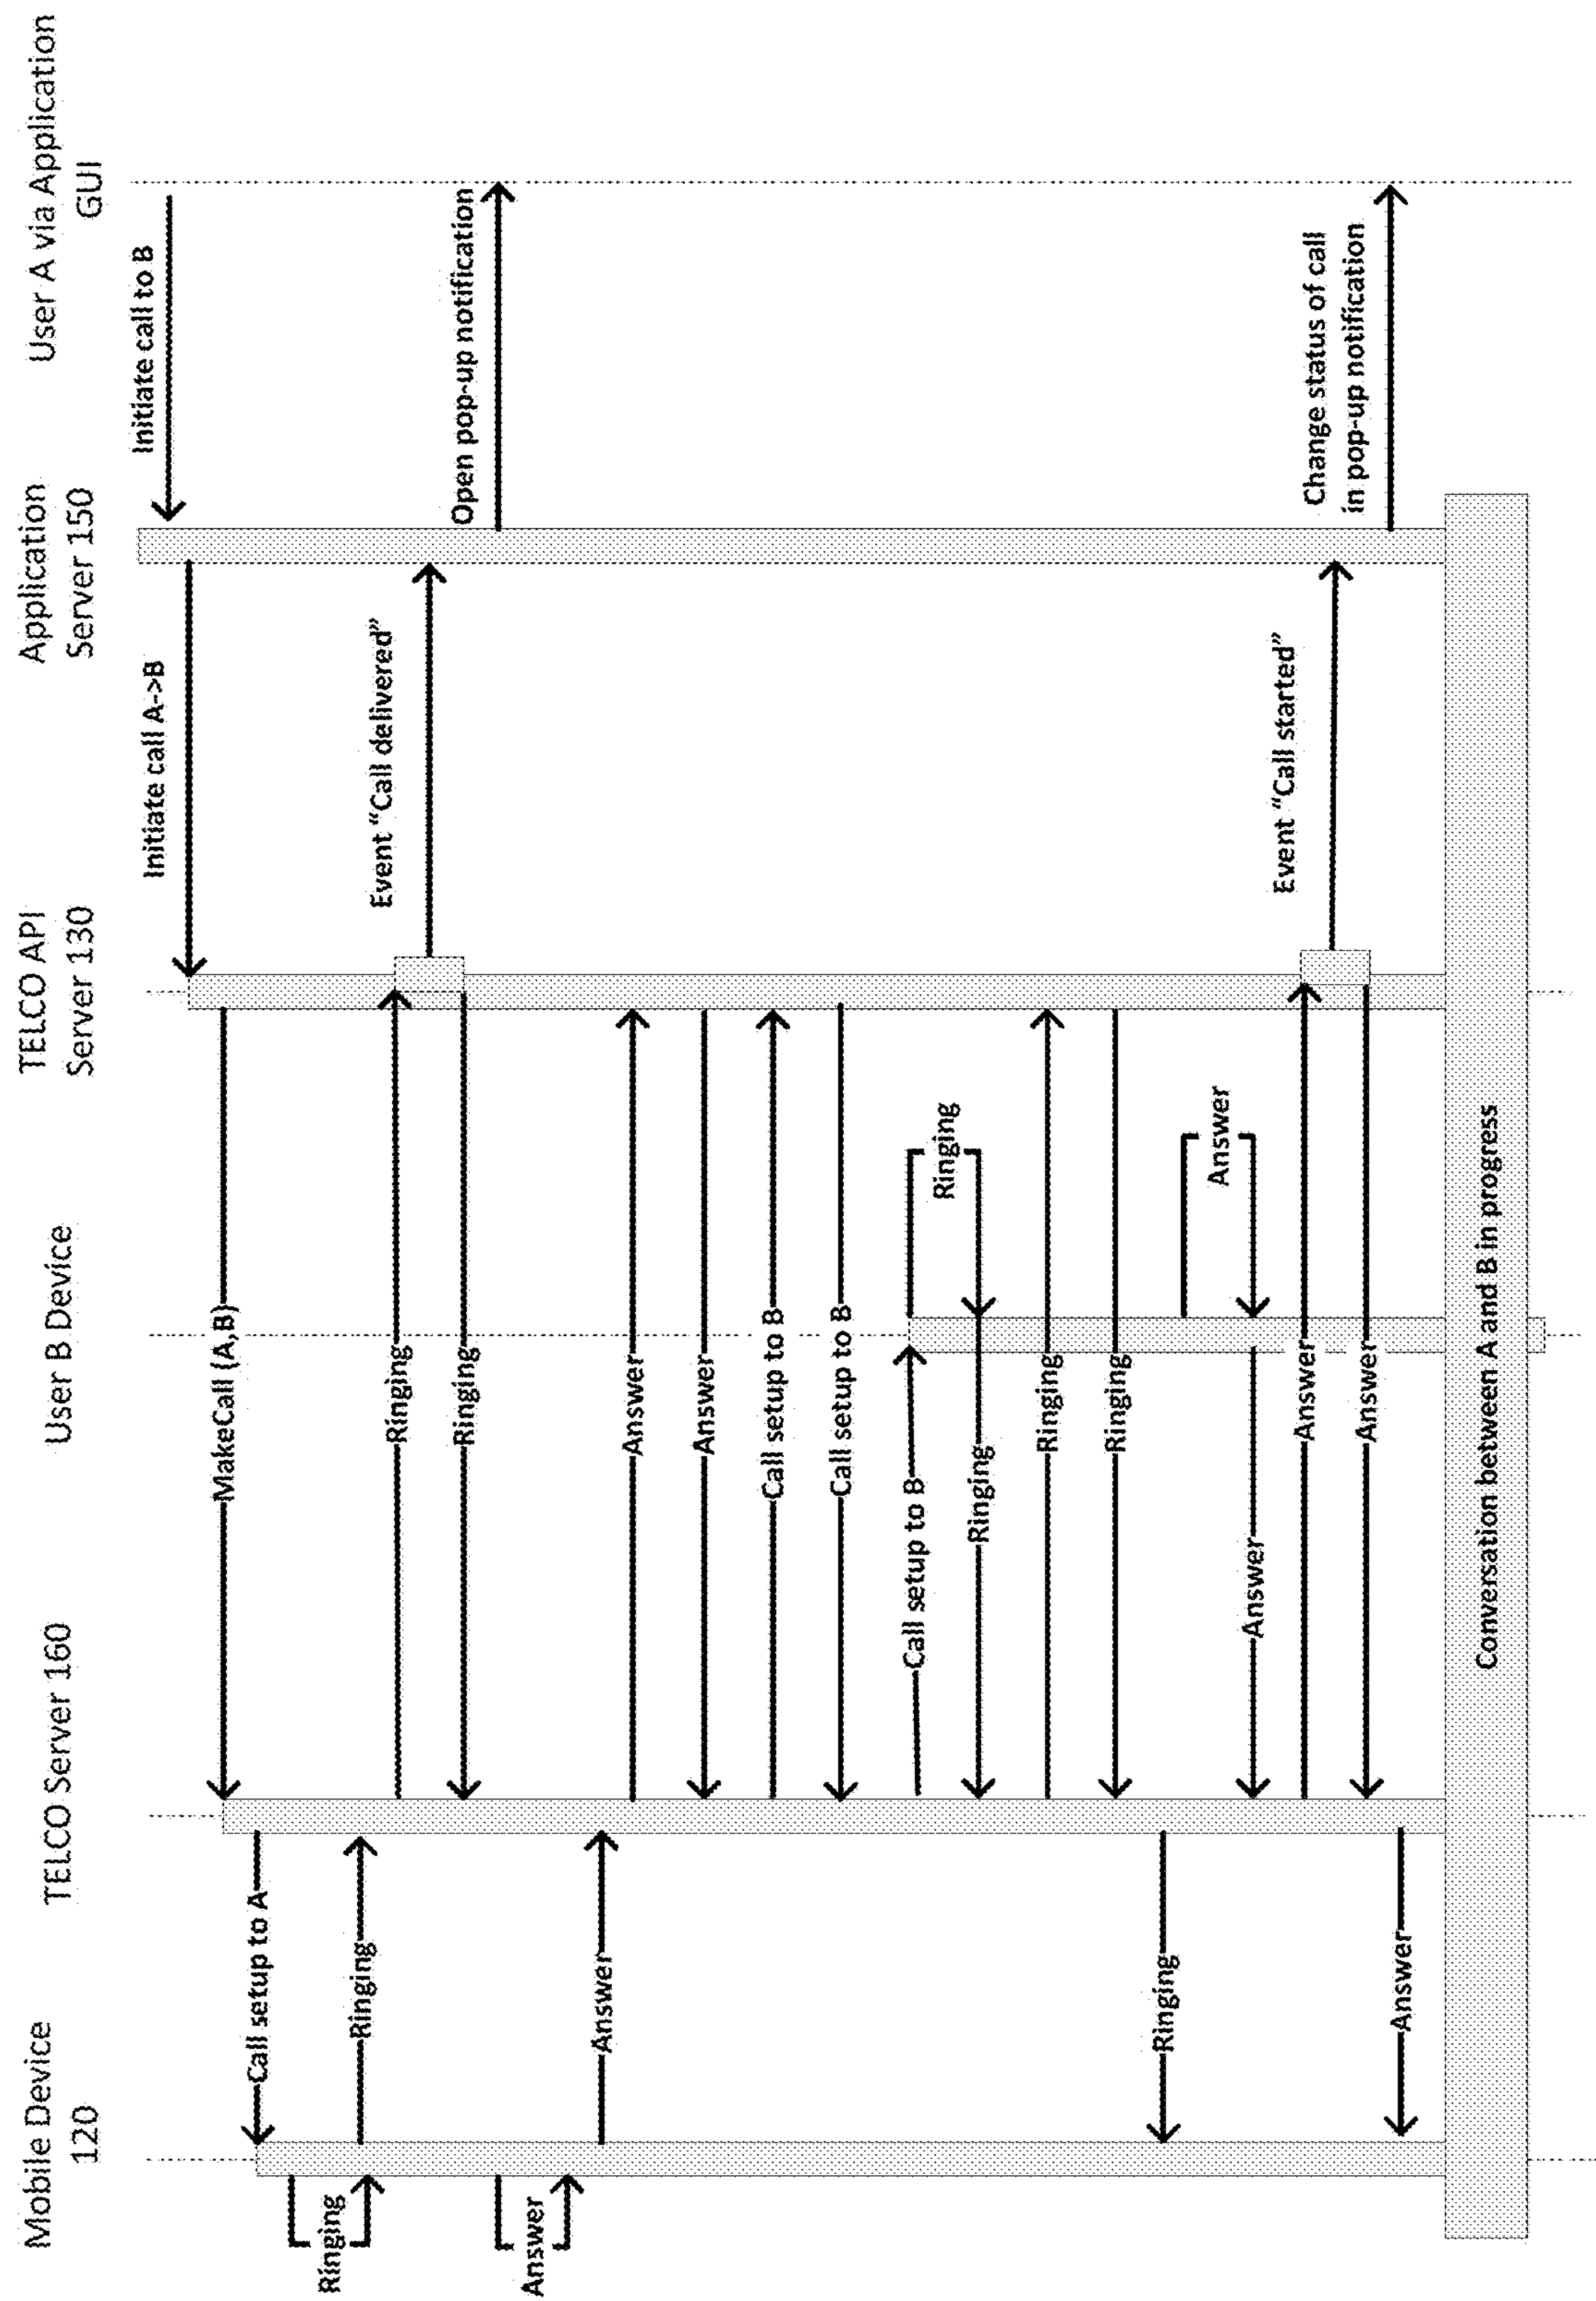 Mobile Device
120
TELCO Server 160
User B Device
TELCO API
Server 130
Application
Server 150
User A via Application
GUI
Initiate call to B
Initiate call A->B
MakeCall (A,B)
Call setup to A
Ringing
Ringing
Ringing
Event “Call delivered”
Ringing
Open pop-up notification
Answer
Answer
Answer
Answer
Call setup to B
Call setup to B
Call setup to B
Ringing
Ringing
Ringing
Ringing
Ringing
Answer
Answer
Answer
Event “Call started”
Answer
Change status of call
in pop-up notification
Answer
Conversation between A and B in progress